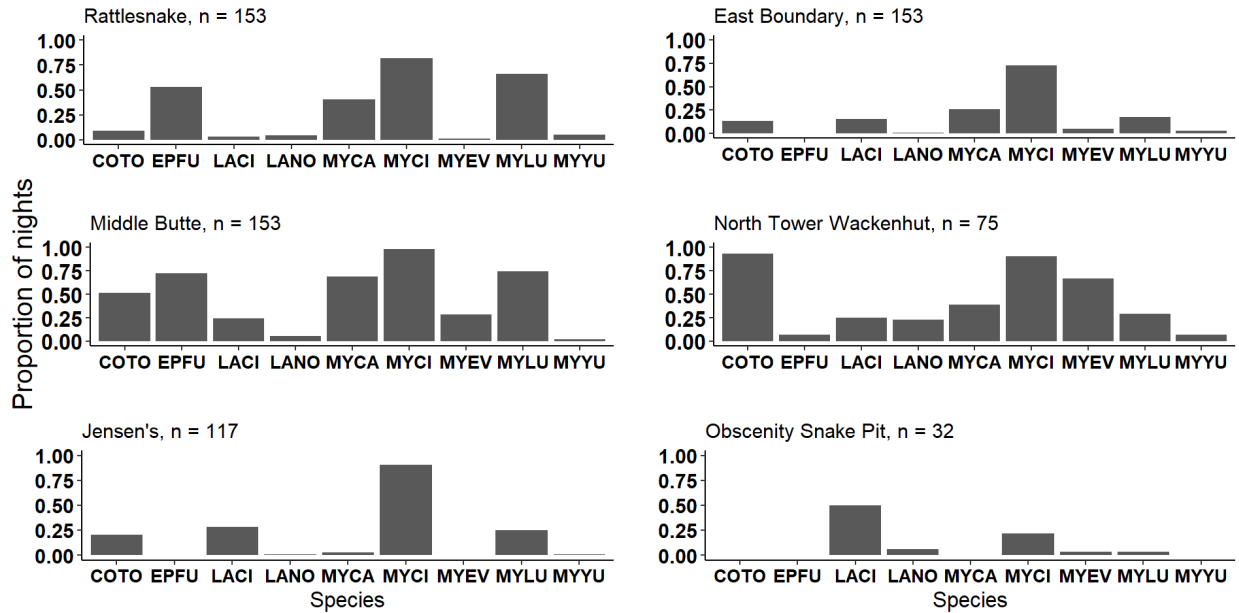 Proportion of nights
Rattlesnake, n = 153
1.00
0.75
0.50
0.25
0.00
COTO EPFU LACI LANO MYCA MYCI MYEV MYLU MYYU
East Boundary, n = 153
1.00
0.75
0.50
0.25
0.00
COTO EPFU LACI LANO MYCA MYCI MYEV MYLU MYYU
Middle Butte, n = 153
1.00
0.75
0.50
0.25
0.00
COTO EPFU LACI LANO MYCA MYCI MYEV MYLU MYYU
North Tower Wackenhut, n = 75
1.00
0.75
0.50
0.25
0.00
COTO EPFU LACI LANO MYCA MYCI MYEV MYLU MYYU
Jensen's, n = 117
1.00
0.75
0.50
0.25
0.00
COTO EPFU LACI LANO MYCA MYCI MYEV MYLU MYYU
Species
Obscenity Snake Pit, n = 32
1.00
0.75
0.50
0.25
0.00
COTO EPFU LACI LANO MYCA MYCI MYEV MYLU MYYU
Species